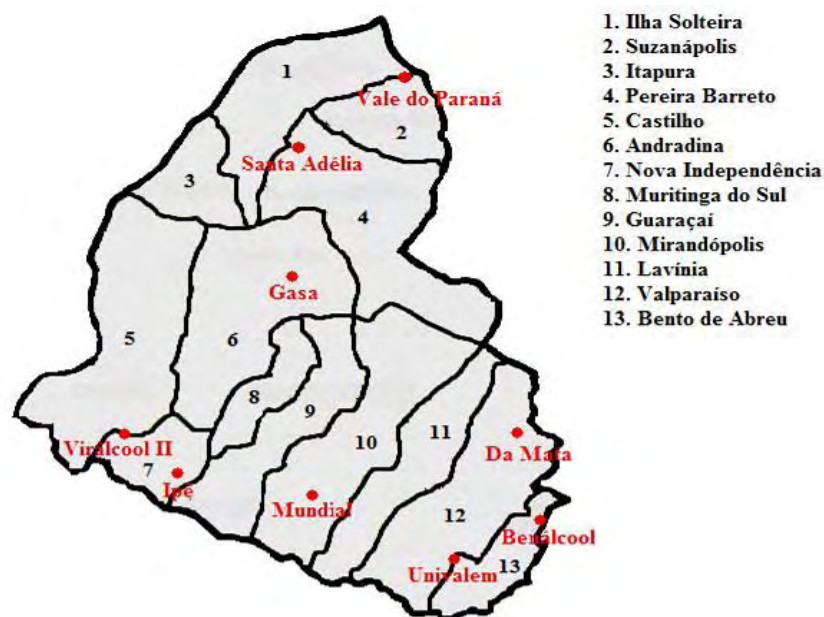 1. Ilha Solteira
2. Suzanápolis
3. Itapura
4. Pereira Barreto
5. Castilho
6. Andradina
7. Nova Independência
8. Muritinga do Sul
9. Guaraçaí
10. Mirandópolis
11. Lavínia
12. Valparaíso
13. Bento de Abreu
1
Vale do Paraná
2
Santa Adélia
3
4
Gasa
5
6
8
9
10
11
Da Mata
Virálcool II
7
Ipê
Mundial
12
Benálcool
Univalem
13